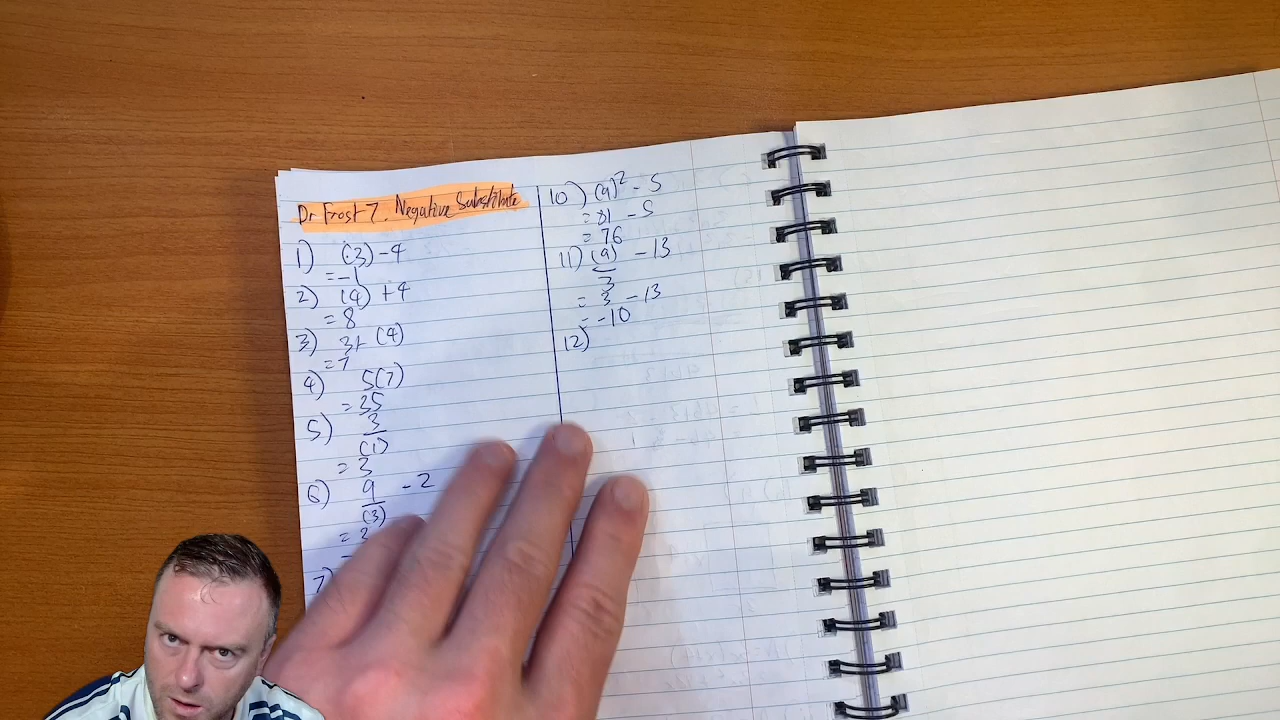 Dr Frost 7. Negative Substitute
1) (3)-4
=-1
2) (4) +4
= 8
3) 3+ (4)
=7
4) 5(7)
= 35
5) 3
(1)
= 3
6) 9 - 2
(3)
=
7)
10) (9)² - 5
= 81 - 5
= 76
11) (9) - 13
3
= 3 - 13
= -10
12)